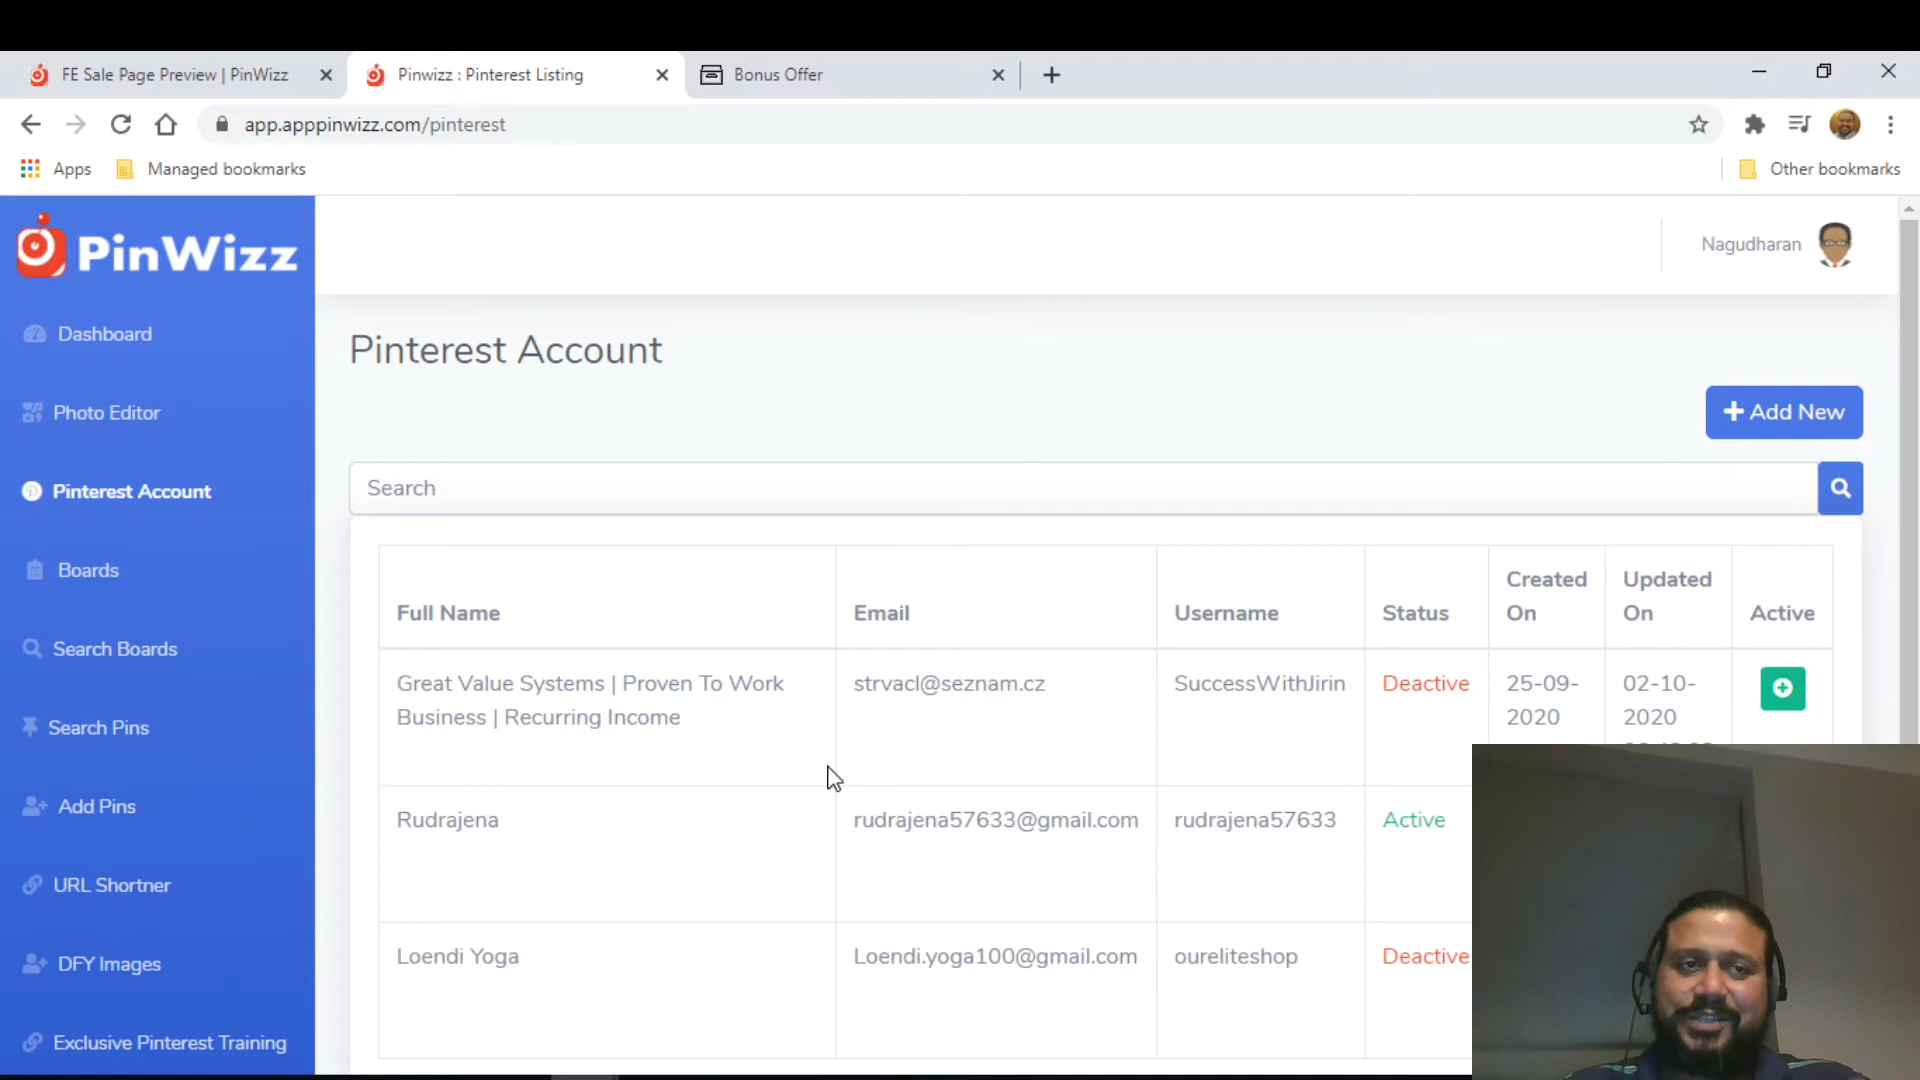 FE Sale Page Preview | PinWizz
Pinwizz : Pinterest Listing
Bonus Offer
app.apppinwizz.com/pinterest
Apps
Managed bookmarks
Other bookmarks
PinWizz
Nagudharan
Dashboard
Photo Editor
Pinterest Account
Boards
Search Boards
Search Pins
Add Pins
URL Shortner
DFY Images
Exclusive Pinterest Training
Pinterest Account
Add New
Search
Full Name
Email
Username
Status
Created
On
Updated
On
Active
Great Value Systems | Proven To Work
Business | Recurring Income
strvacl@seznam.cz
SuccessWithJirin
Deactive
25-09-
2020
02-10-
2020
Rudrajena
rudrajena57633@gmail.com
rudrajena57633
Active
Loendi Yoga
Loendi.yoga100@gmail.com
oureliteshop
Deactive